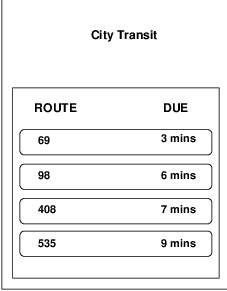 City Transit
ROUTE DUE
69 3 mins
98 6 mins
408 7 mins
535 9 mins